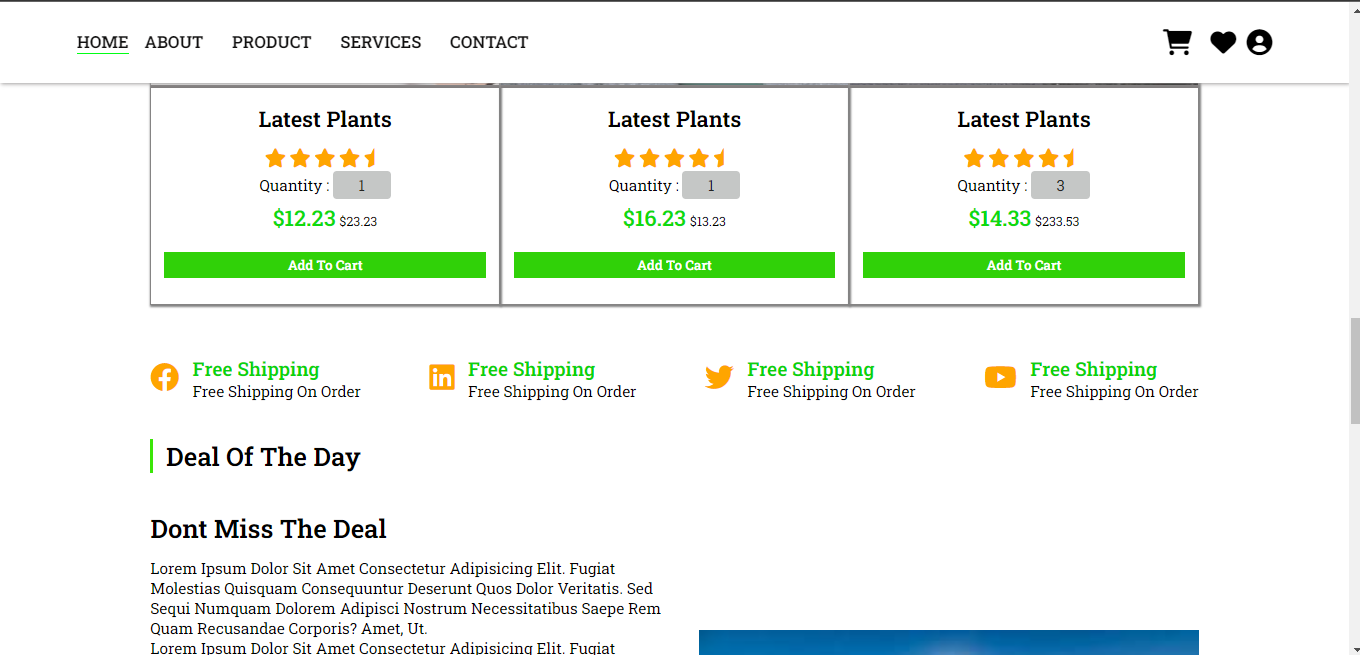 HOME ABOUT PRODUCT SERVICES CONTACT
Latest Plants
Quantity : 1
$12.23 $23.23
Add To Cart
Latest Plants
Quantity : 1
$16.23 $13.23
Add To Cart
Latest Plants
Quantity : 3
$14.33 $233.53
Add To Cart
Free Shipping
Free Shipping On Order
Free Shipping
Free Shipping On Order
Free Shipping
Free Shipping On Order
Free Shipping
Free Shipping On Order
Deal Of The Day
Dont Miss The Deal
Lorem Ipsum Dolor Sit Amet Consectetur Adipisicing Elit. Fugiat
Molestias Quisquam Consequuntur Deserunt Quos Dolor Veritatis. Sed
Sequi Numquam Dolorem Adipisci Nostrum Necessitatibus Saepe Rem
Quam Recusandae Corporis? Amet, Ut.
Lorem Ipsum Dolor Sit Amet Consectetur Adipisicing Elit. Fugiat